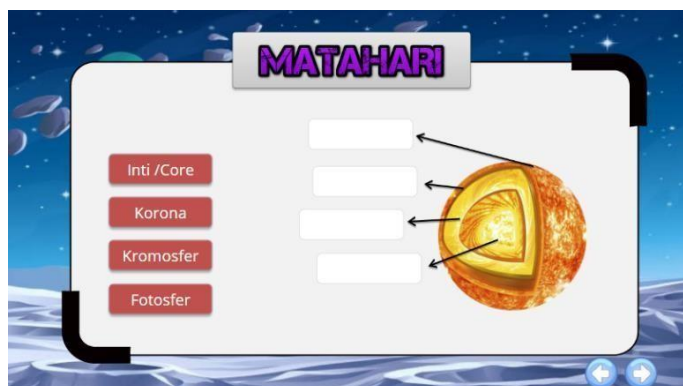 MATAHARI
Inti /Core
Korona
Kromosfer
Fotosfer